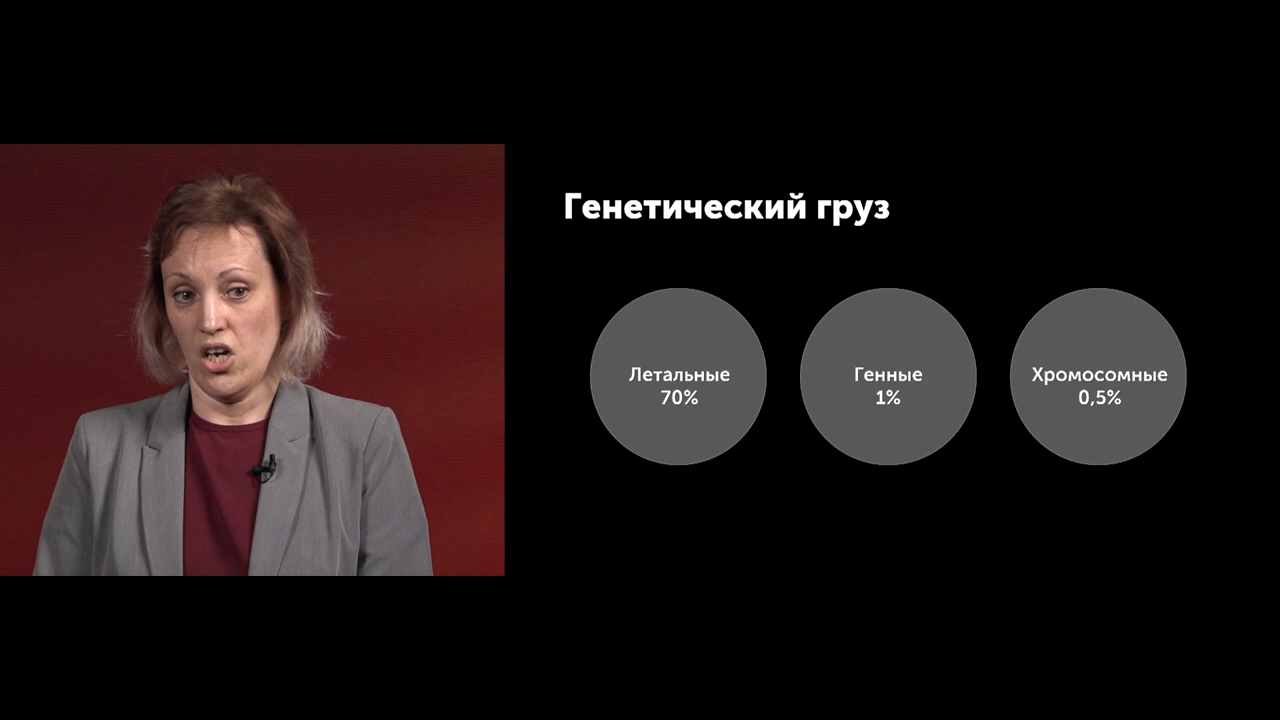 Генетический груз
Летальные
70%
Генные
1%
Хромосомные
0,5%